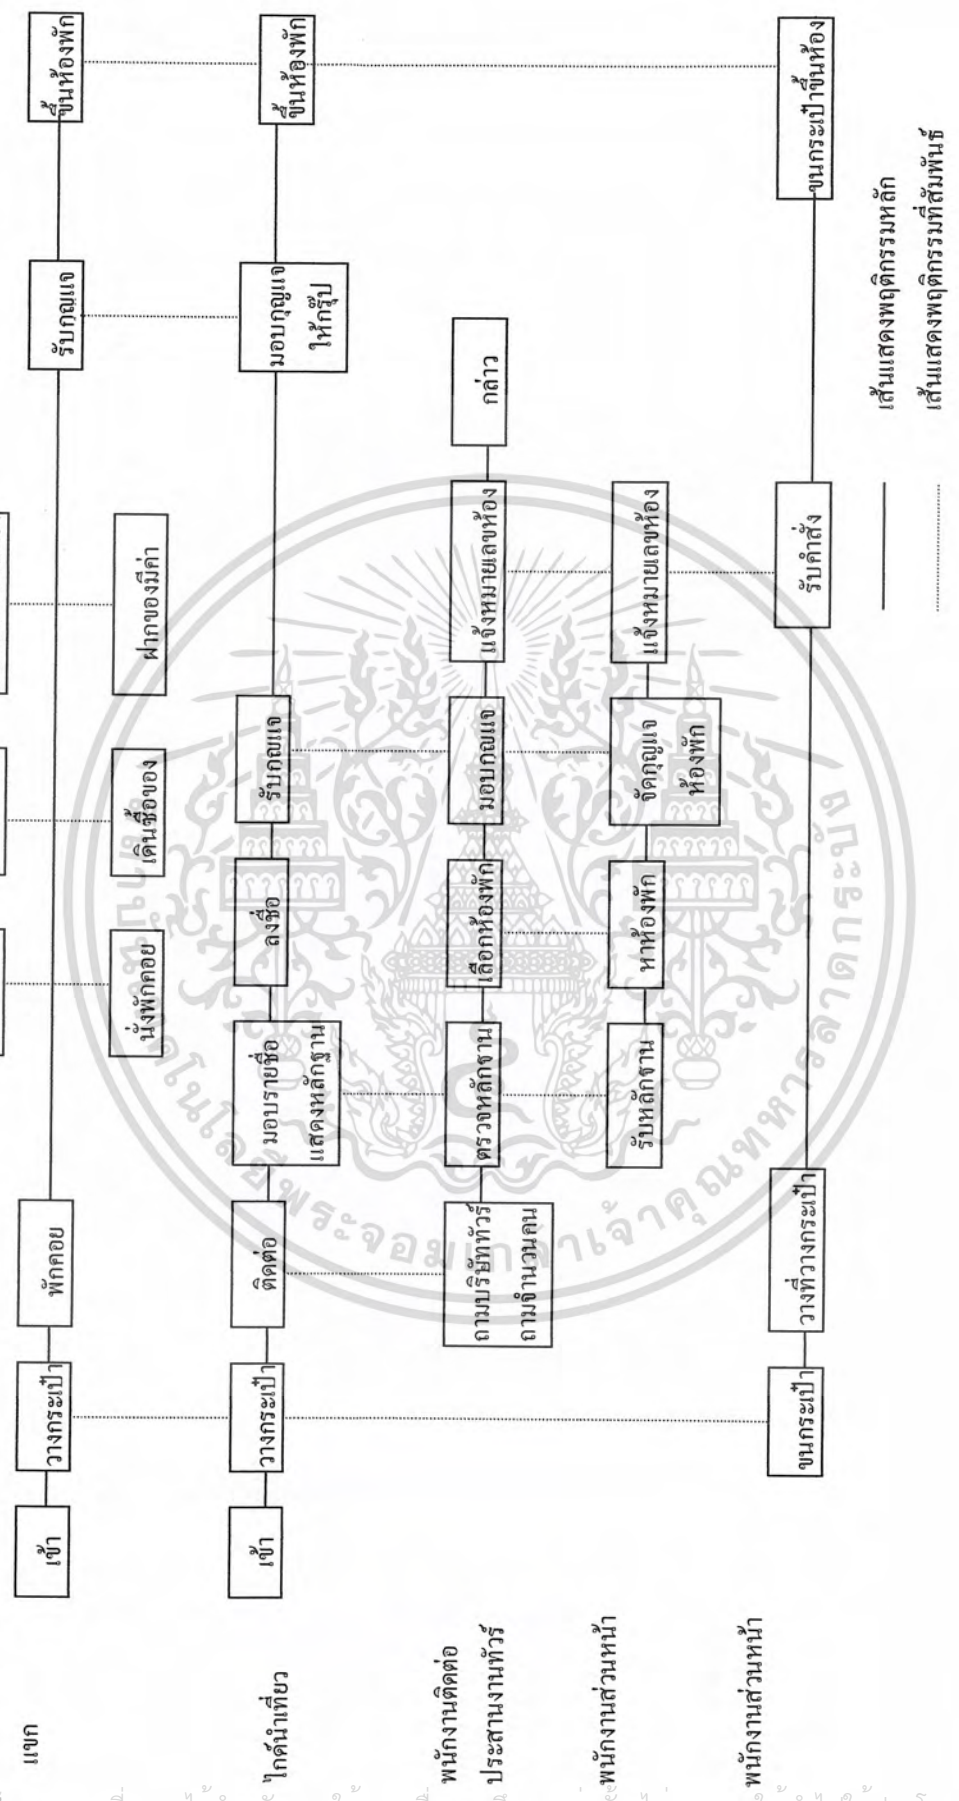 แขก
เข้า
วางกระเป๋า
พักคอย
รับกุญแจ
ขึ้นห้องพัก
นั่งพักคอย
เดินซื้อของ
ฝากของมีค่า
ไกด์นำเที่ยว
เข้า
วางกระเป๋า
ติดต่อ
มอบรายชื่อ
แสดงหลักฐาน
ลงชื่อ
รับกุญแจ
มอบกุญแจ
ให้กรุ๊ป
ขึ้นห้องพัก
พนักงานติดต่อ
ประสานงานทัวร์
ถามบริษัททัวร์
ถามจำนวนคน
ตรวจหลักฐาน
เลือกห้องพัก
มอบกุญแจ
แจ้งหมายเลขห้อง
กล่าว
พนักงานส่วนหน้า
รับหลักฐาน
หาห้องพัก
จัดกุญแจ
ห้องพัก
แจ้งหมายเลขห้อง
พนักงานส่วนหน้า
ขนกระเป๋า
วางที่วางกระเป๋า
รับคำสั่ง
ขนกระเป๋าขึ้นห้อง
เส้นแสดงพฤติกรรมหลัก
เส้นแสดงพฤติกรรมที่สัมพันธ์